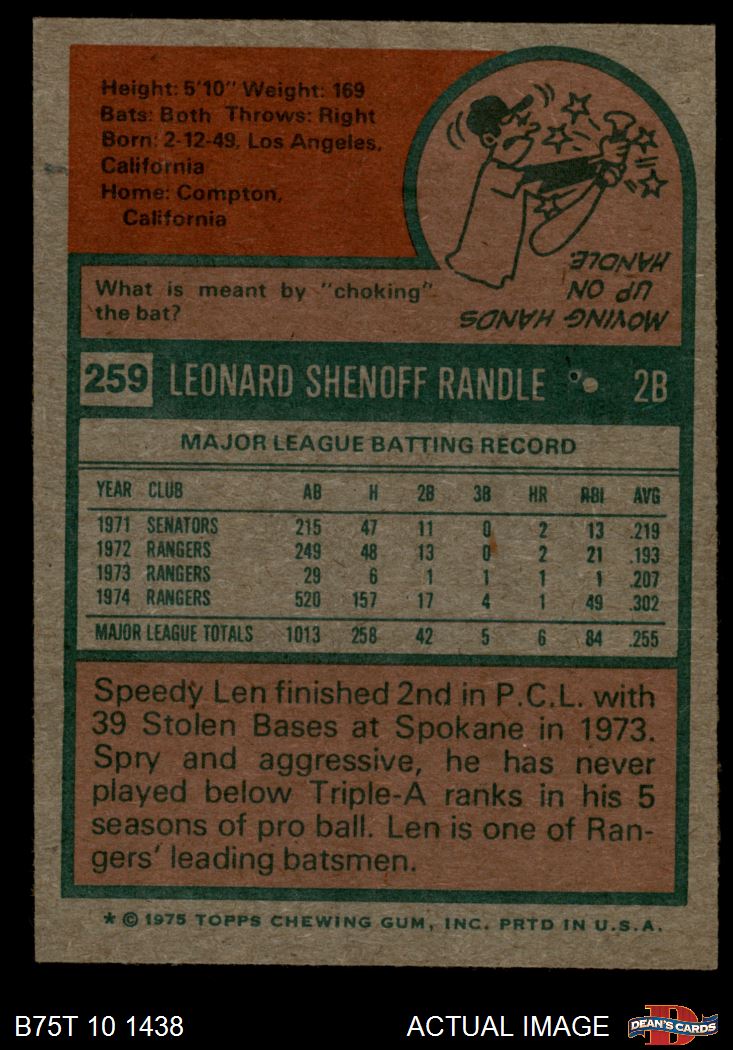 Height: 5'10" Weight: 169
Bats: Both Throws: Right
Born: 2-12-49, Los Angeles,
California
Home: Compton,
California
What is meant by "choking"
the bat?
MOVING HANDS
UP ON
HANDLE.
259 LEONARD SHENOFF RANDLE 2B
MAJOR LEAGUE BATTING RECORD
YEAR CLUB AB H 2B 3B HR RBI AVG
1971 SENATORS 215 47 11 0 2 13 .219
1972 RANGERS 249 48 13 0 2 21 .193
1973 RANGERS 29 6 1 1 1 1 .207
1974 RANGERS 520 157 17 4 1 49 .302
MAJOR LEAGUE TOTALS 1013 258 42 5 6 84 .255
Speedy Len finished 2nd in P.C.L. with
39 Stolen Bases at Spokane in 1973.
Spry and aggressive, he has never
played below Triple-A ranks in his 5
seasons of pro ball. Len is one of Ran-
gers' leading batsmen.
* © 1975 TOPPS CHEWING GUM, INC. PRTD IN U.S.A.
B75T 10 1438 ACTUAL IMAGE DEAN'S CARDS